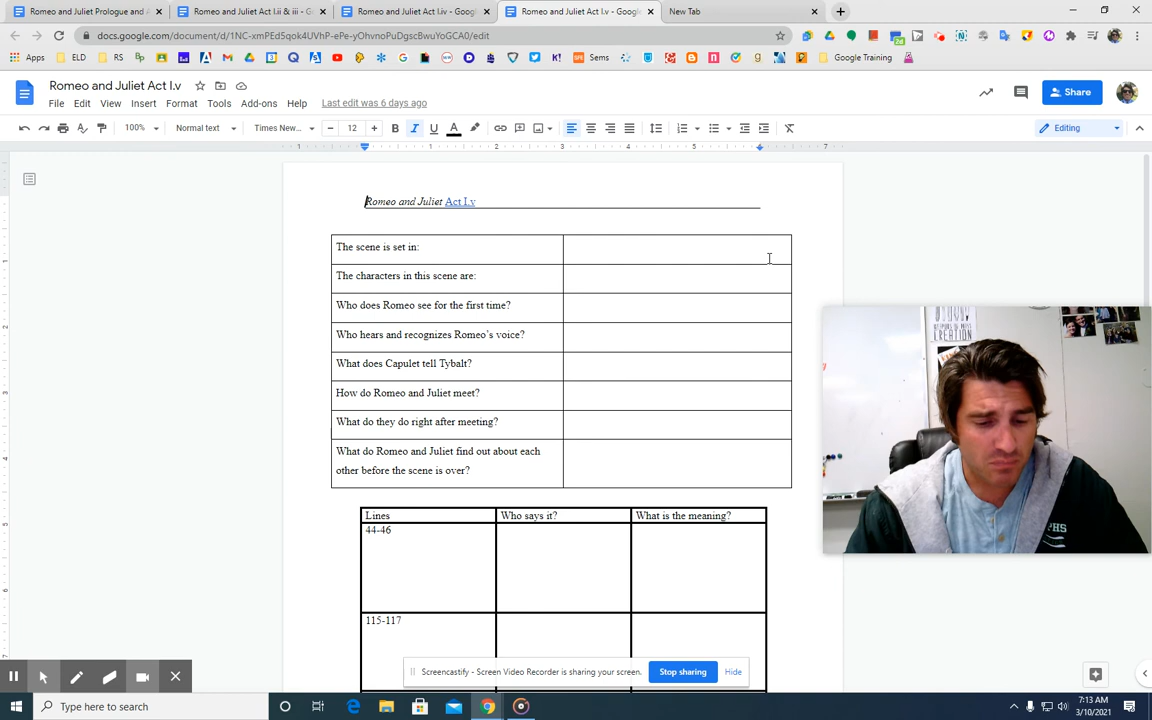 Romeo and Juliet Prologue and A
Romeo and Juliet Act I.ii & iii - G
Romeo and Juliet Act I.iv - Googl
Romeo and Juliet Act I.v - Google
New Tab
docs.google.com/document/d/1NC-xmPEd5qok4UVhP-ePe-yOhvnoPuDgscBwuYoGCA0/edit
Apps
ELD
RS
Sems
Google Training
Romeo and Juliet Act I.v
File Edit View Insert Format Tools Add-ons Help Last edit was 6 days ago
Share
100% Normal text Times New... 12
Editing
Romeo and Juliet Act I.v
The scene is set in:
The characters in this scene are:
Who does Romeo see for the first time?
Who hears and recognizes Romeo's voice?
What does Capulet tell Tybalt?
How do Romeo and Juliet meet?
What do they do right after meeting?
What do Romeo and Juliet find out about each
other before the scene is over?
Lines Who says it? What is the meaning?
44-46
115-117
CREATION
HS
Screencastify - Screen Video Recorder is sharing your screen. Stop sharing Hide
Type here to search
7:13 AM
3/10/2021